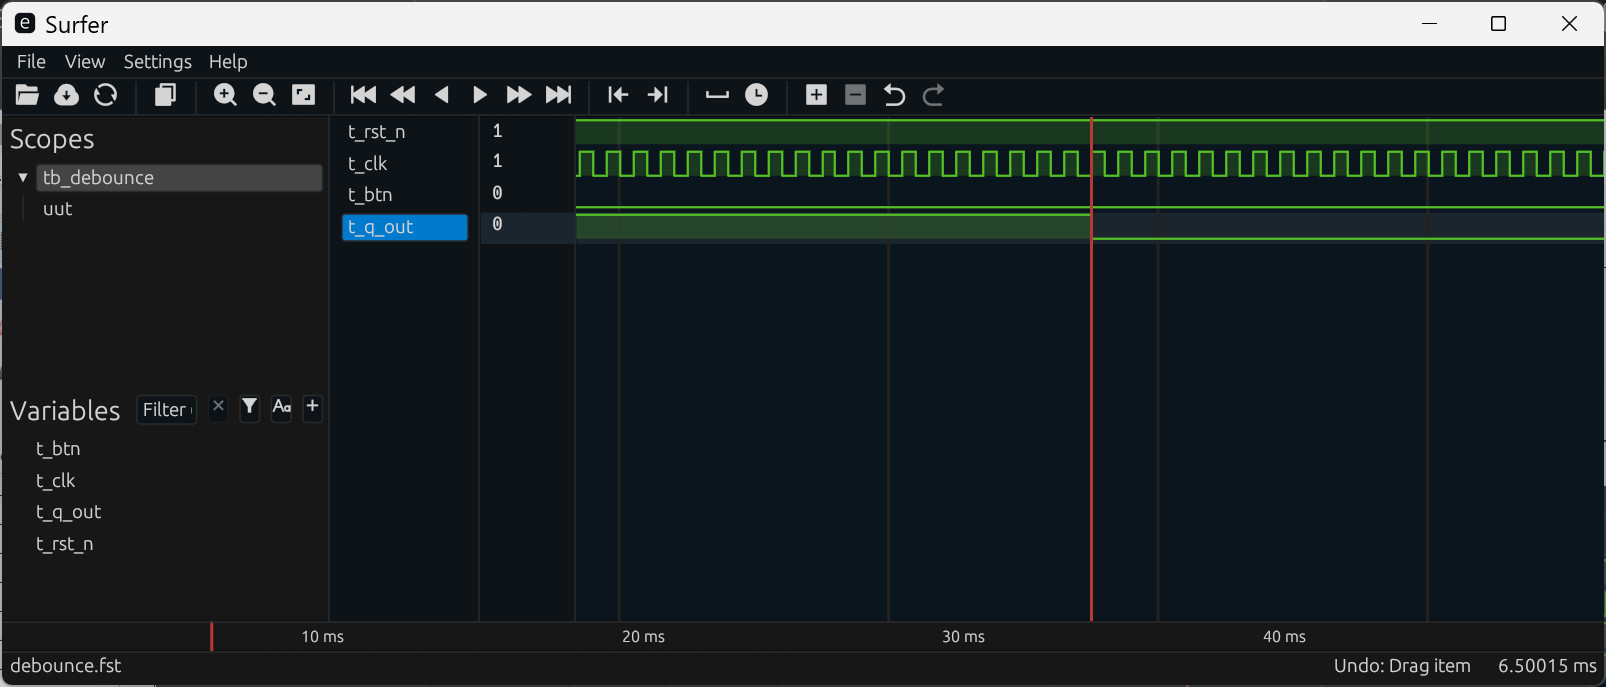 e Surfer
File View Settings Help
Scopes
tb_debounce
uut
t_rst_n 1
t_clk 1
t_btn 0
t_q_out 0
Variables Filter Aa
t_btn
t_clk
t_q_out
t_rst_n
10 ms 20 ms 30 ms 40 ms
debounce.fst Undo: Drag item 6.50015 ms